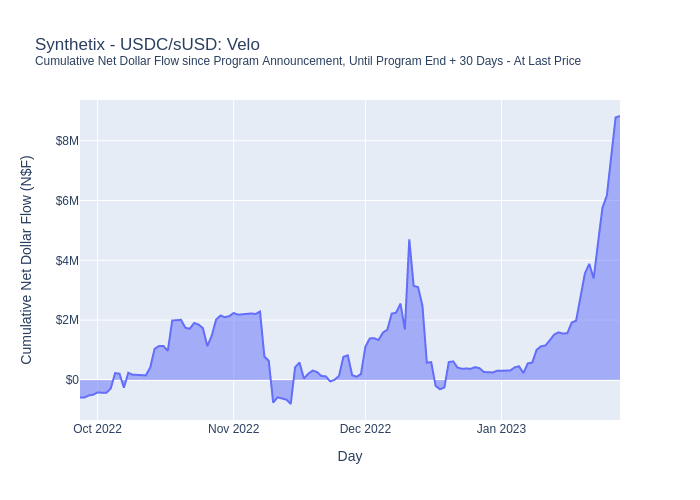 Synthetix - USDC/sUSD: Velo
Cumulative Net Dollar Flow since Program Announcement, Until Program End + 30 Days - At Last Price
Cumulative Net Dollar Flow (N$F)
$8M
$6M
$4M
$2M
$0
Oct 2022
Nov 2022
Dec 2022
Jan 2023
Day